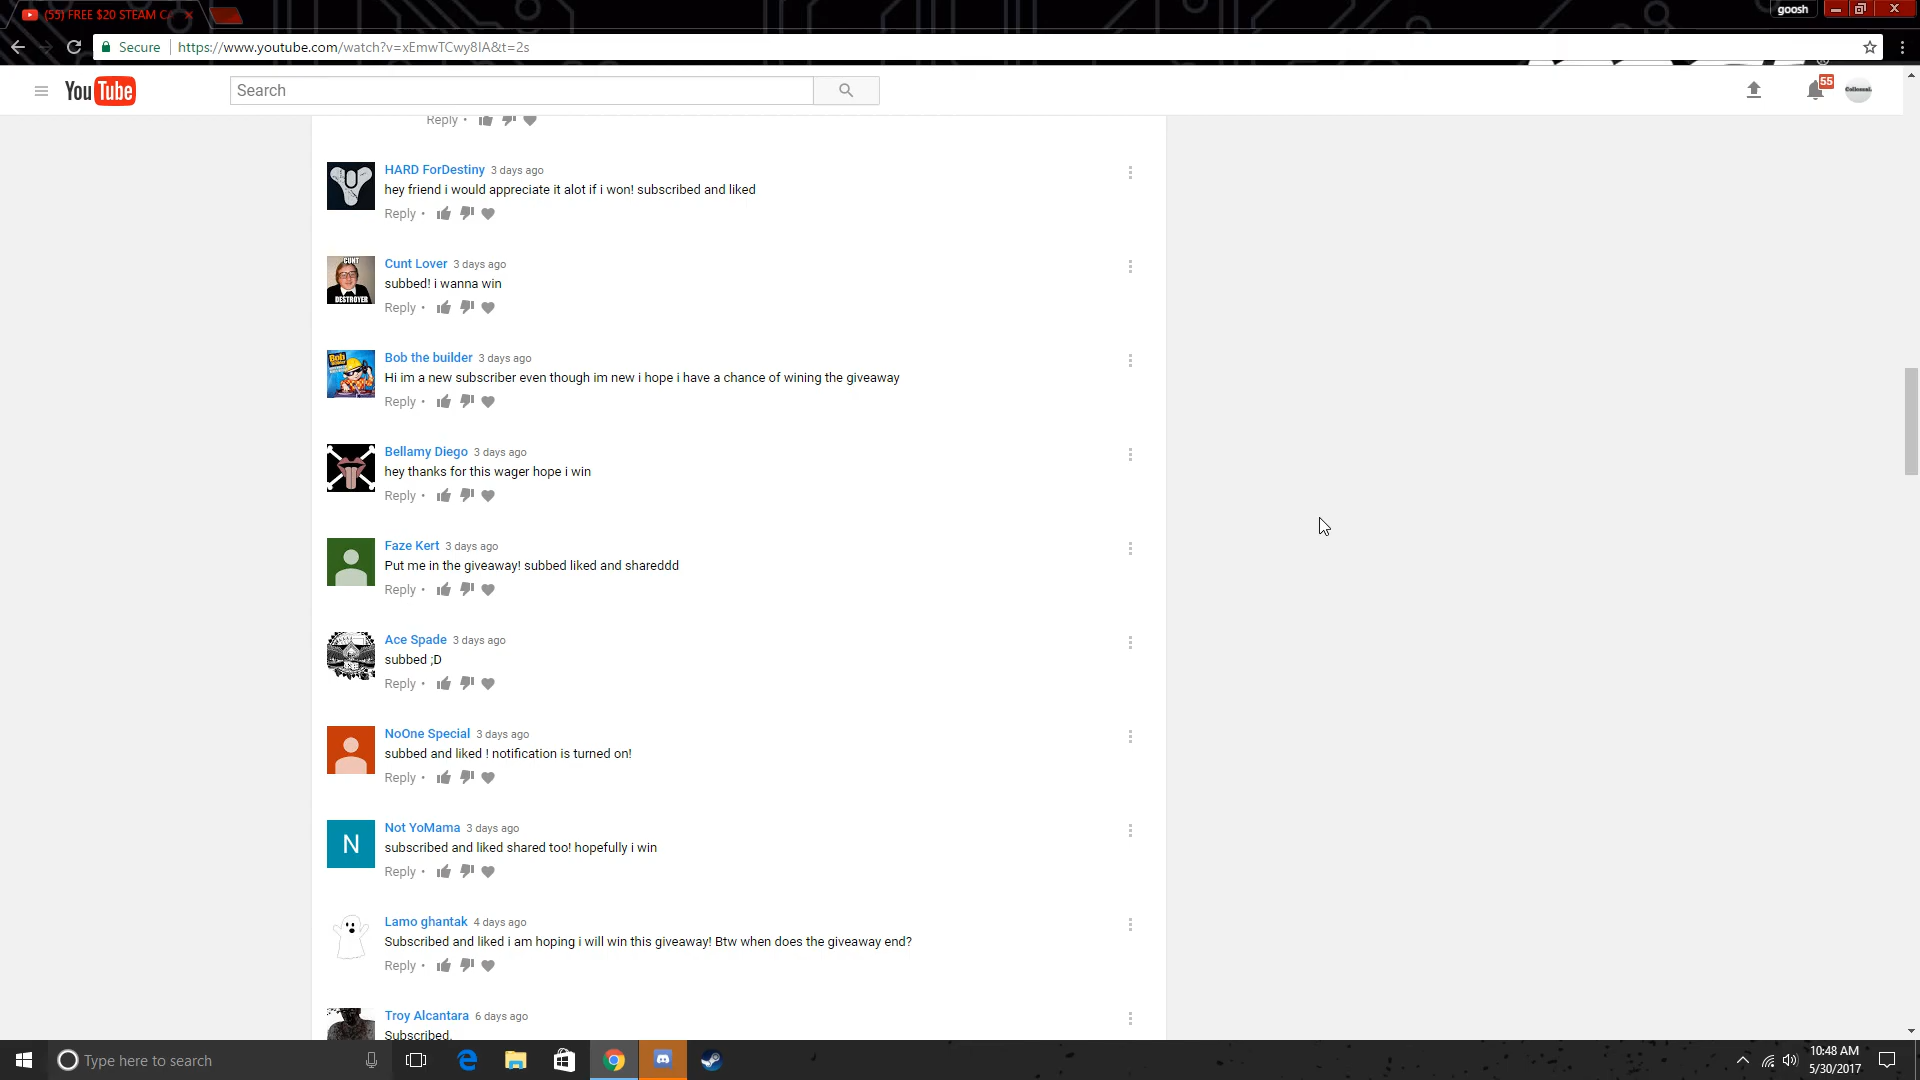 (55) FREE $20 STEAM C
goosh
Secure
https://www.youtube.com/watch?v=xEmwTCwy8IA&t=2s
YouTube
Search
55
Reply •
HARD ForDestiny 3 days ago
hey friend i would appreciate it alot if i won! subscribed and liked
Reply •
CUNT
DESTROYER
Cunt Lover 3 days ago
subbed! i wanna win
Reply •
Bob the builder 3 days ago
Hi im a new subscriber even though im new i hope i have a chance of wining the giveaway
Reply •
Bellamy Diego 3 days ago
hey thanks for this wager hope i win
Reply •
Faze Kert 3 days ago
Put me in the giveaway! subbed liked and shareddd
Reply •
Ace Spade 3 days ago
subbed ;D
Reply •
NoOne Special 3 days ago
subbed and liked ! notification is turned on!
Reply •
N
Not YoMama 3 days ago
subscribed and liked shared too! hopefully i win
Reply •
Lamo ghantak 4 days ago
Subscribed and liked i am hoping i will win this giveaway! Btw when does the giveaway end?
Reply •
Troy Alcantara 6 days ago
Subscribed.
Type here to search
10:48 AM
5/30/2017